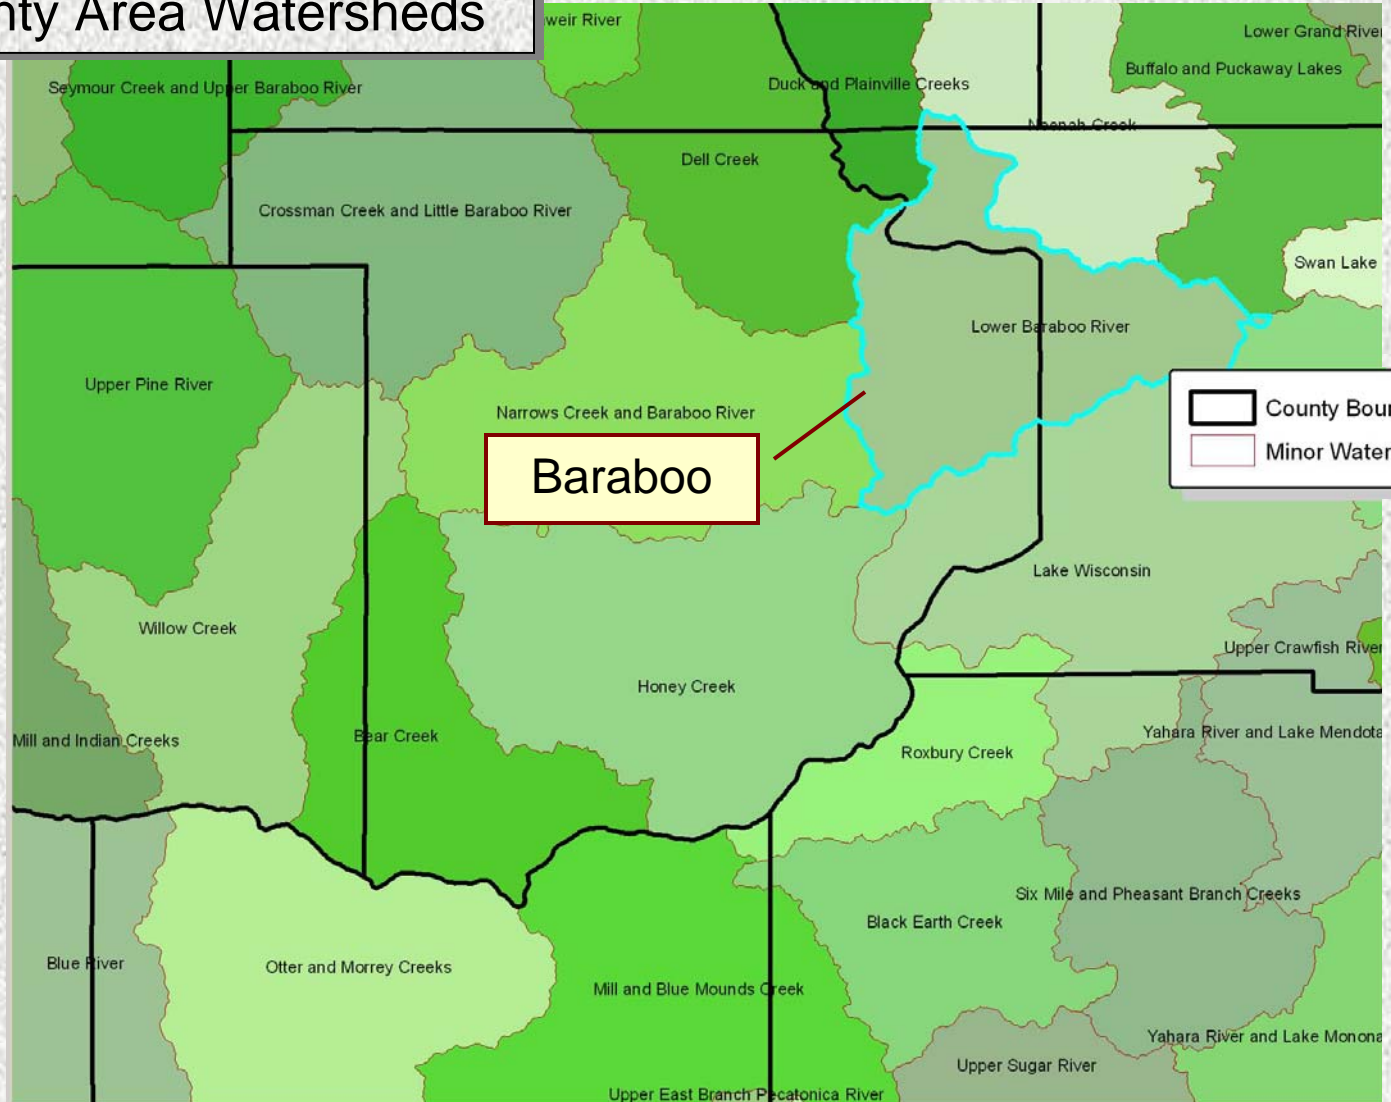 nty Area Watersheds
weir River
Lower Grand River
Buffalo and Puckaway Lakes
Seymour Creek and Upper Baraboo River
Duck and Plainville Creeks
Neenah Creek
Dell Creek
Crossman Creek and Little Baraboo River
Swan Lake
Lower Baraboo River
Upper Pine River
Narrows Creek and Baraboo River
County Bour
Minor Water
Baraboo
Lake Wisconsin
Willow Creek
Upper Crawfish River
Honey Creek
Mill and Indian Creeks
Bear Creek
Yahara River and Lake Mendota
Roxbury Creek
Six Mile and Pheasant Branch Creeks
Black Earth Creek
Blue River
Otter and Morrey Creeks
Mill and Blue Mounds Creek
Yahara River and Lake Monona
Upper Sugar River
Upper East Branch Pecatonica River